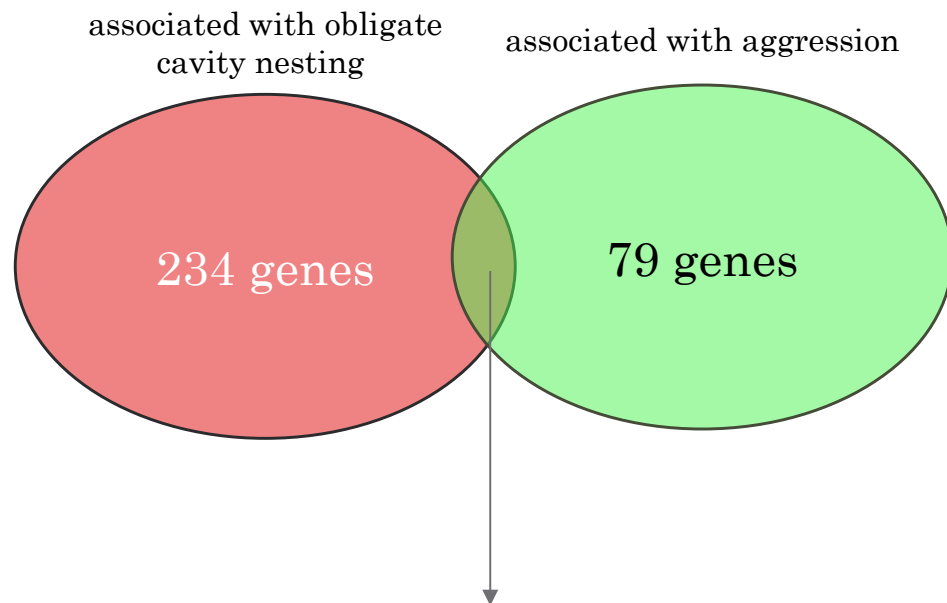 associated with obligate
cavity nesting
associated with aggression
234 genes
79 genes